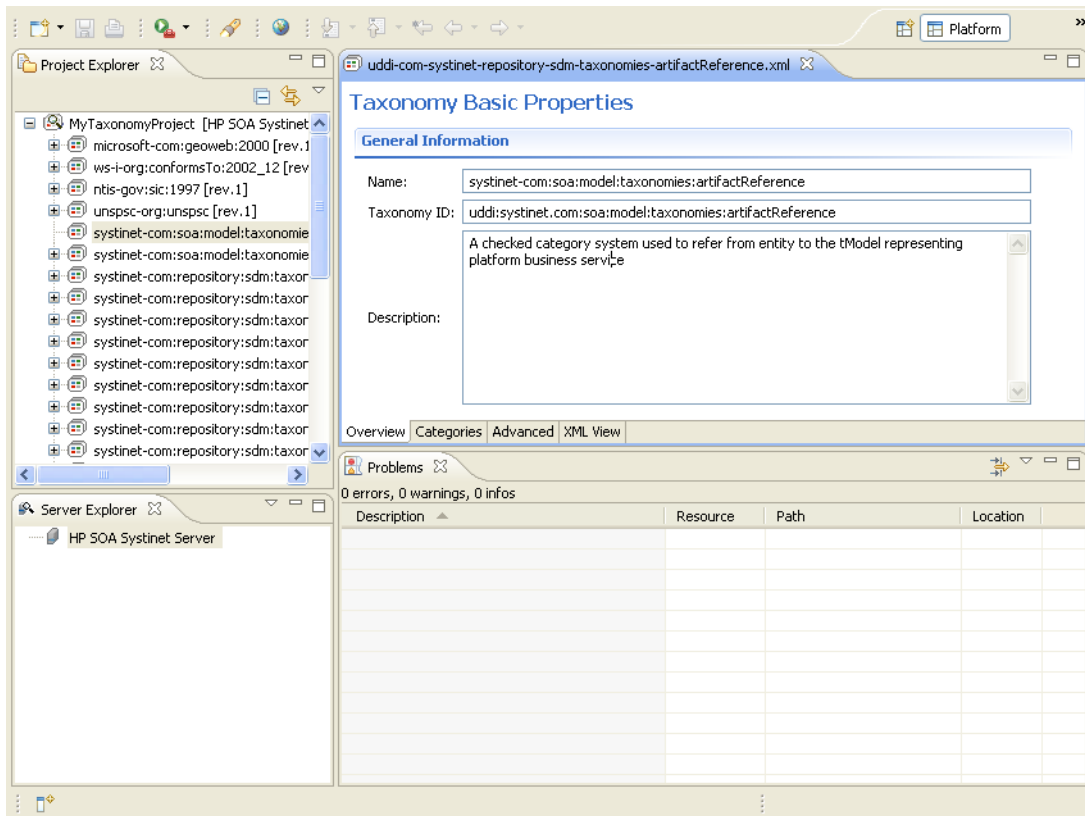 Platform
Project Explorer
MyTaxonomyProject [HP SOA Systinet
microsoft-com:geoweb:2000 [rev.1
ws-i-org:conformsTo:2002_12 [rev
ntis-gov:sic:1997 [rev.1]
unspsc-org:unspsc [rev.1]
systinet-com:soa:model:taxonomie
systinet-com:soa:model:taxonomie
systinet-com:repository:sdm:taxor
systinet-com:repository:sdm:taxor
systinet-com:repository:sdm:taxor
systinet-com:repository:sdm:taxor
systinet-com:repository:sdm:taxor
systinet-com:repository:sdm:taxor
systinet-com:repository:sdm:taxor
systinet-com:repository:sdm:taxor
systinet-com:repository:sdm:taxor
Server Explorer
HP SOA Systinet Server
uddi-com-systinet-repository-sdm-taxonomies-artifactReference.xml
Taxonomy Basic Properties
General Information
Name: systinet-com:soa:model:taxonomies:artifactReference
Taxonomy ID: uddi:systinet.com:soa:model:taxonomies:artifactReference
A checked category system used to refer from entity to the tModel representing
platform business service
Description:
Overview Categories Advanced XML View
Problems
0 errors, 0 warnings, 0 infos
Description Resource Path Location